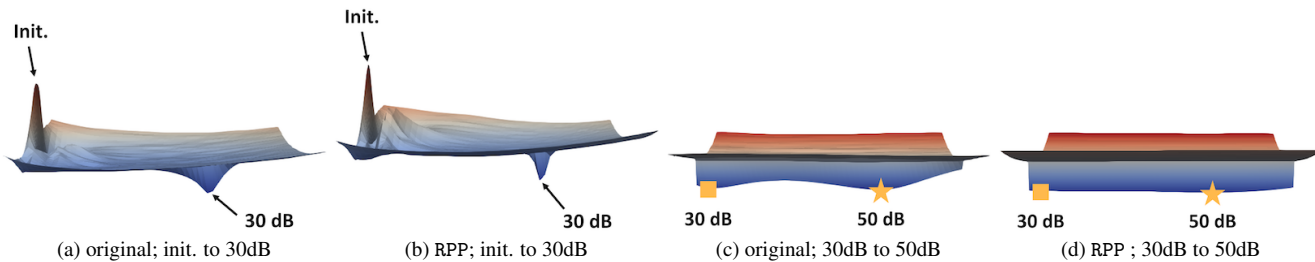 Init.
30 dB
(a) original; init. to 30dB
Init.
30 dB
(b) RPP; init. to 30dB
30 dB
50 dB
(c) original; 30dB to 50dB
30 dB
50 dB
(d) RPP ; 30dB to 50dB